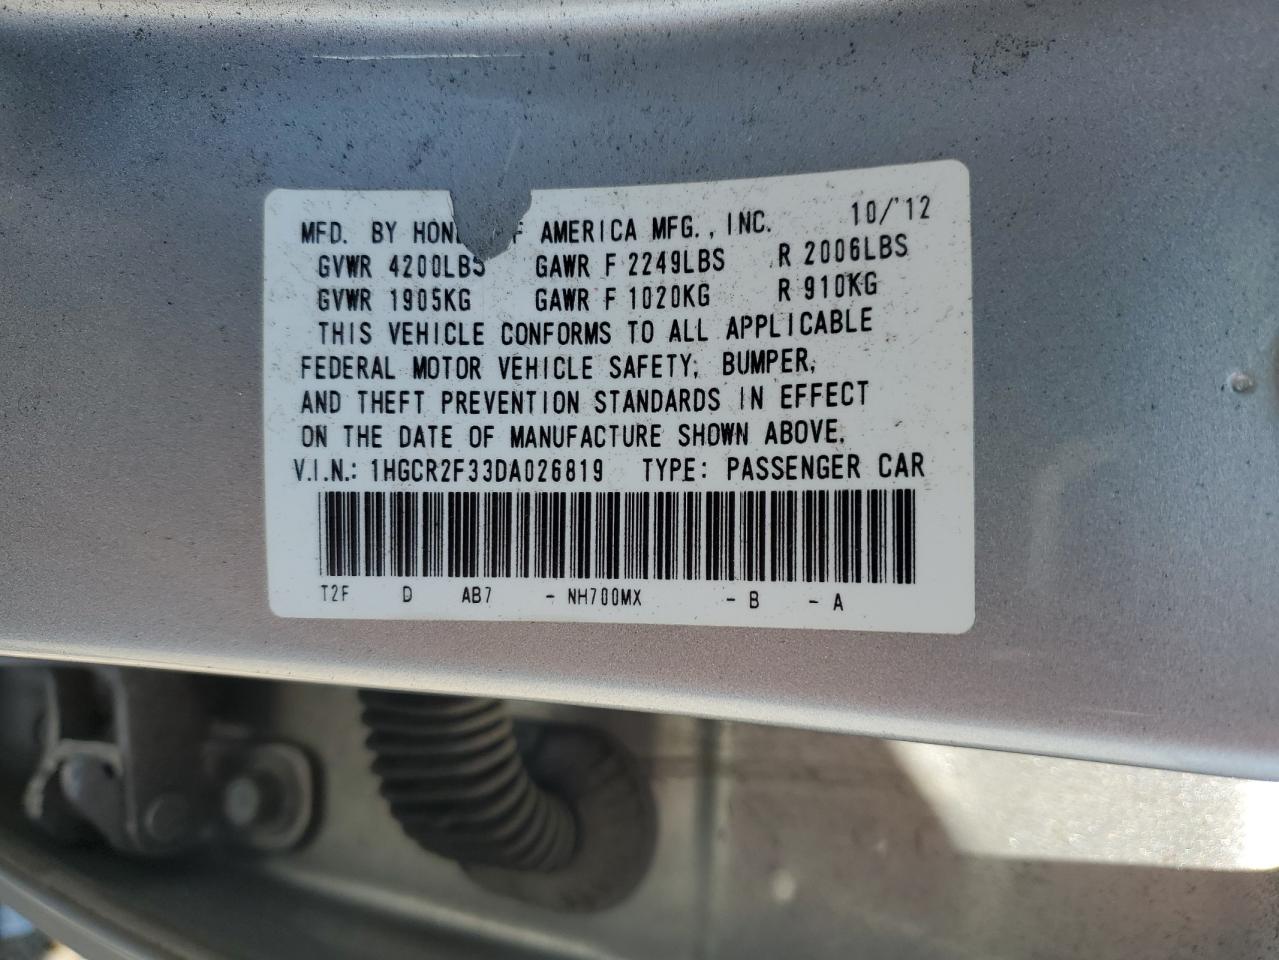 MFD. BY AMERICA MFG., INC. 10/'12
GVWR 4200LBS GAWR F 2249LBS R 2006LBS
GVWR 1905KG GAWR F 1020KG R 910KG
THIS VEHICLE CONFORMS TO ALL APPLICABLE
FEDERAL MOTOR VEHICLE SAFETY, BUMPER,
AND THEFT PREVENTION STANDARDS IN EFFECT
ON THE DATE OF MANUFACTURE SHOWN ABOVE.
V.I.N.: 1HGCR2F33DA026819 TYPE: PASSENGER CAR
T2F D AB7 - NH700MX - B - A